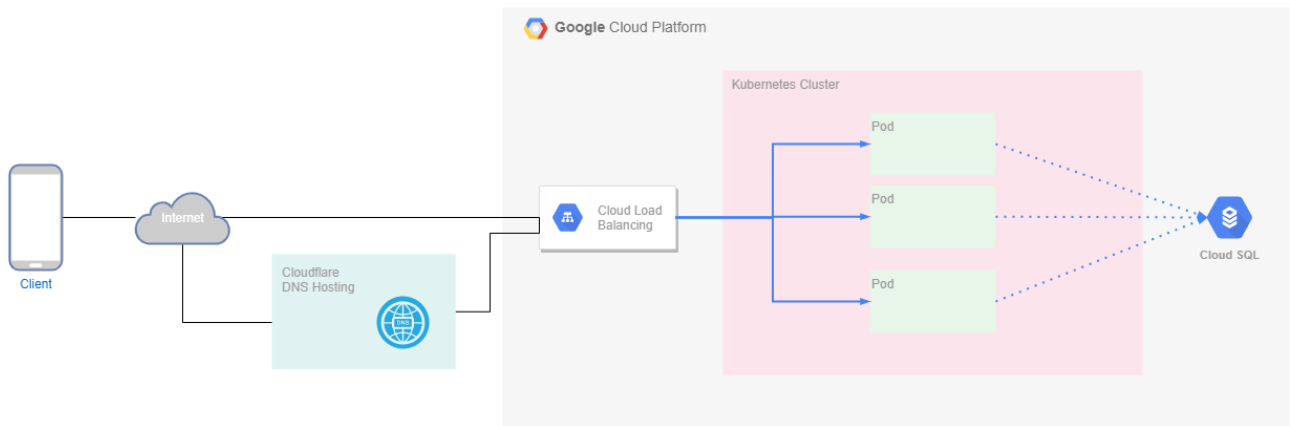 Google Cloud Platform
Kubernetes Cluster
Pod
Pod
Pod
Cloud Load
Balancing
Internet
Client
Cloudflare
DNS Hosting
DNS
Cloud SQL